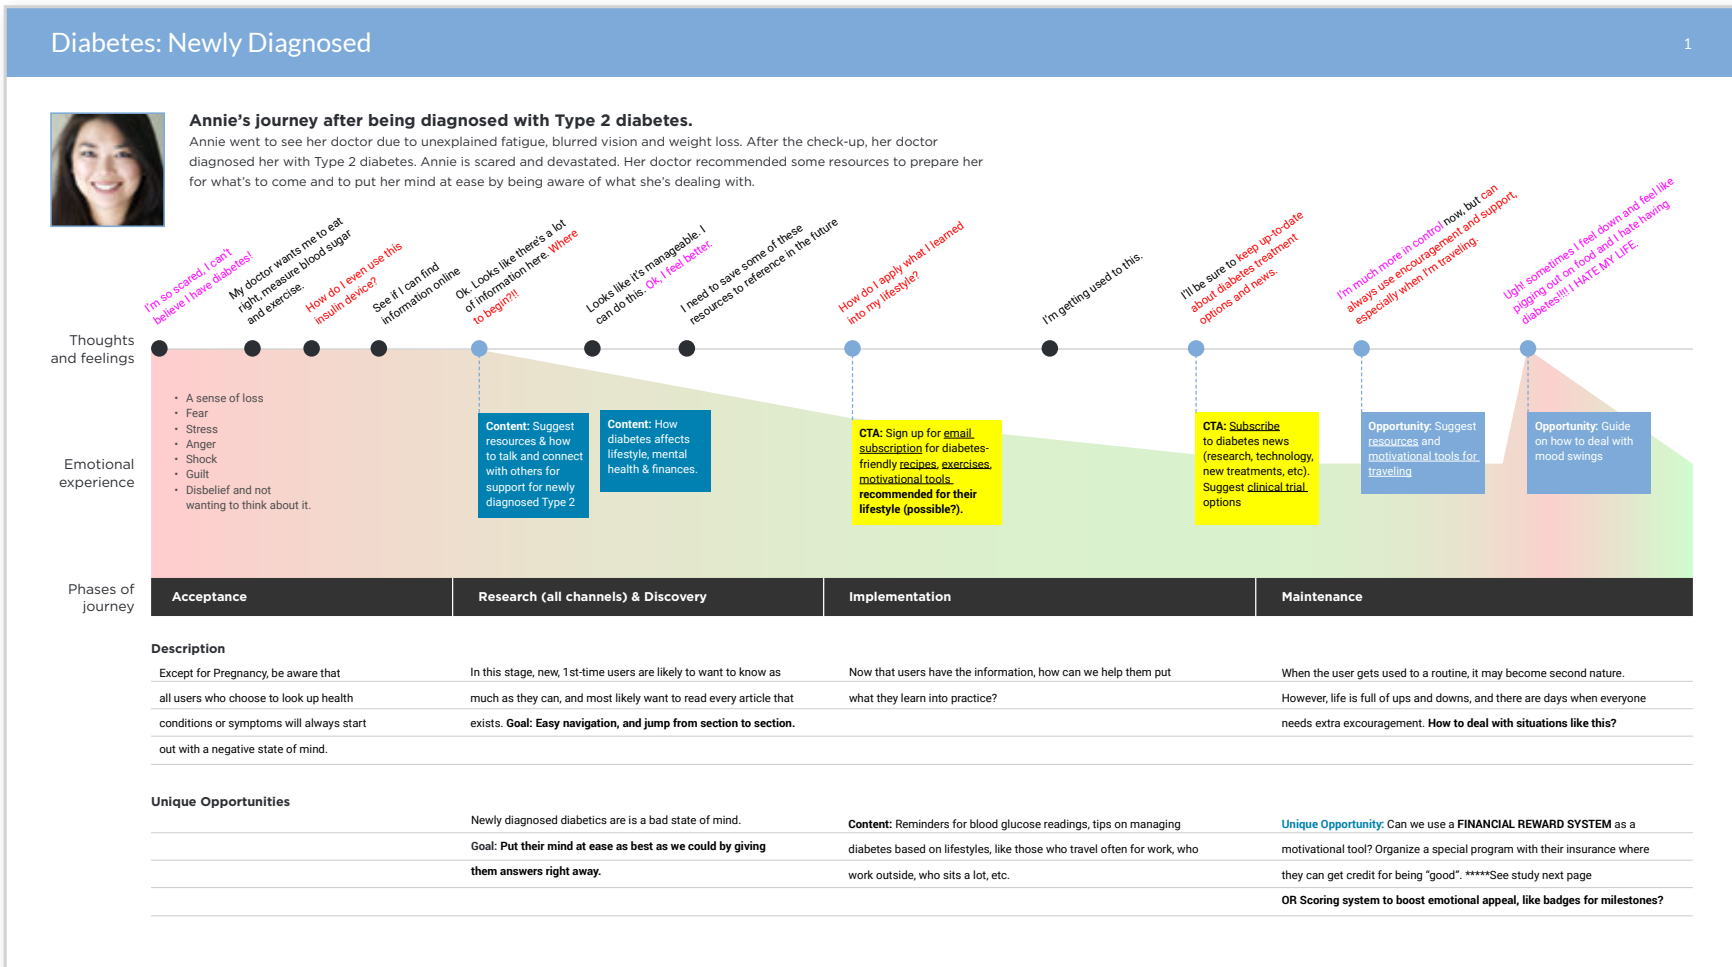 Diabetes: Newly Diagnosed
1
Annie's journey after being diagnosed with Type 2 diabetes.
Annie went to see her doctor due to unexplained fatigue, blurred vision and weight loss. After the check-up, her doctor
diagnosed her with Type 2 diabetes. Annie is scared and devastated. Her doctor recommended some resources to prepare her
for what's to come and to put her mind at ease by being aware of what she's dealing with.
Thoughts
and feelings
I'm so scared, I can't
believe I have diabetes!
My doctor wants me to eat
right, measure blood sugar
and exercise.
How do I even use this
insulin device?
See if I can find
information online
Ok. Looks like there's a lot
of information here. Where
to begin?!!
Looks like it's manageable. I
can do this. Ok, I feel better.
I need to save some of these
resources to reference in the future
How do I apply what I learned
into my lifestyle?
I'm getting used to this.
I'll be sure to keep up-to-date
about diabetes treatment
options and news.
I'm much more in control now, but can
always use encouragement and support,
especially when I'm traveling.
Ugh! sometimes I feel down and feel like
pigging out on food and I hate having
diabetes!!!! I HATE MY LIFE.
Emotional
experience
• A sense of loss
• Fear
• Stress
• Anger
• Shock
• Guilt
• Disbelief and not
wanting to think about it.
Content: Suggest
resources & how
to talk and connect
with others for
support for newly
diagnosed Type 2
Content: How
diabetes affects
lifestyle, mental
health & finances.
CTA: Sign up for email
subscription for diabetes-
friendly recipes, exercises,
motivational tools
recommended for their
lifestyle (possible?).
CTA: Subscribe
to diabetes news
(research, technology,
new treatments, etc).
Suggest clinical trial
options
Opportunity: Suggest
resources and
motivational tools for
traveling
Opportunity: Guide
on how to deal with
mood swings
Phases of
journey
Acceptance
Research (all channels) & Discovery
Implementation
Maintenance
Description
Except for Pregnancy, be aware that
all users who choose to look up health
conditions or symptoms will always start
out with a negative state of mind.
In this stage, new, 1st-time users are likely to want to know as
much as they can, and most likely want to read every article that
exists. Goal: Easy navigation, and jump from section to section.
Now that users have the information, how can we help them put
what they learn into practice?
When the user gets used to a routine, it may become second nature.
However, life is full of ups and downs, and there are days when everyone
needs extra excouragement. How to deal with situations like this?
Unique Opportunities
Newly diagnosed diabetics are is a bad state of mind.
Goal: Put their mind at ease as best as we could by giving
them answers right away.
Content: Reminders for blood glucose readings, tips on managing
diabetes based on lifestyles, like those who travel often for work, who
work outside, who sits a lot, etc.
Unique Opportunity: Can we use a FINANCIAL REWARD SYSTEM as a
motivational tool? Organize a special program with their insurance where
they can get credit for being "good". *****See study next page
OR Scoring system to boost emotional appeal, like badges for milestones?